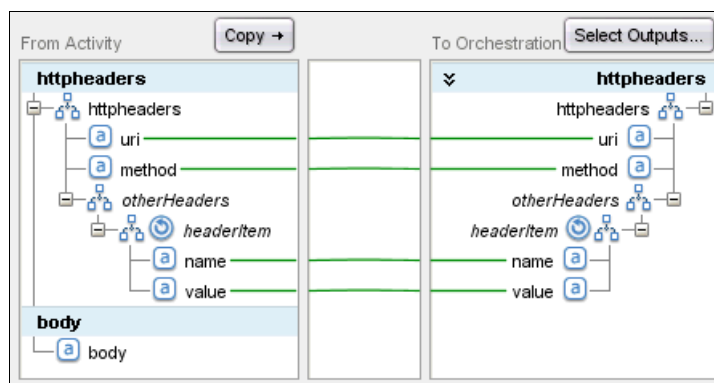 From Activity
Copy →
To Orchestration
Select Outputs...
httpheaders
httpheaders
a uri
a method
otherHeaders
headerItem
a name
a value
body
a body
httpheaders
httpheaders
uri a
method a
otherHeaders
headerItem
name a
value a